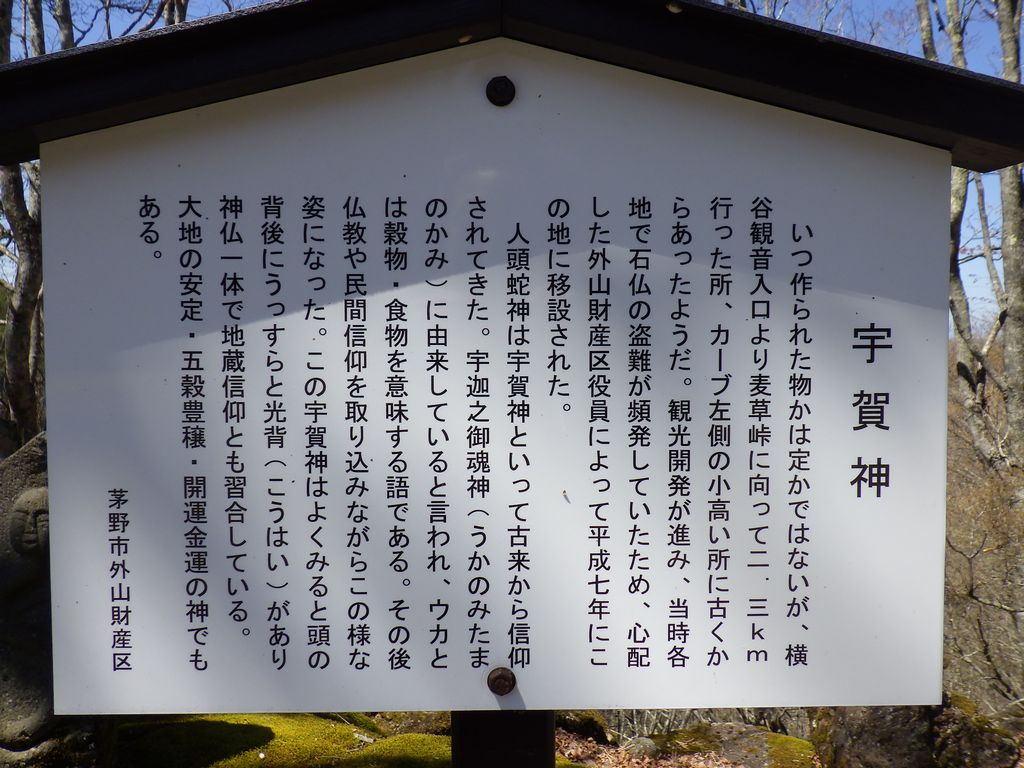 宇賀神
いつ作られた物かは定かではないが、横
谷観音入口より麦草峠に向って二．三ｋｍ
行った所、カーブ左側の小高い所に古くか
らあったようだ。観光開発が進み、当時各
地で石仏の盗難が頻発していたため、心配
した外山財産区役員によって平成七年にこ
の地に移設された。
人頭蛇神は宇賀神といって古来から信仰
されてきた。宇迦之御魂神（うかのみたま
のかみ）に由来していると言われ、ウカと
は穀物・食物を意味する語である。その後
仏教や民間信仰を取り込みながらこの様な
姿になった。この宇賀神はよくみると頭の
背後にうっすらと光背（こうはい）があり
神仏一体で地蔵信仰とも習合している。
大地の安定・五穀豊穣・開運金運の神でも
ある。
茅野市外山財産区